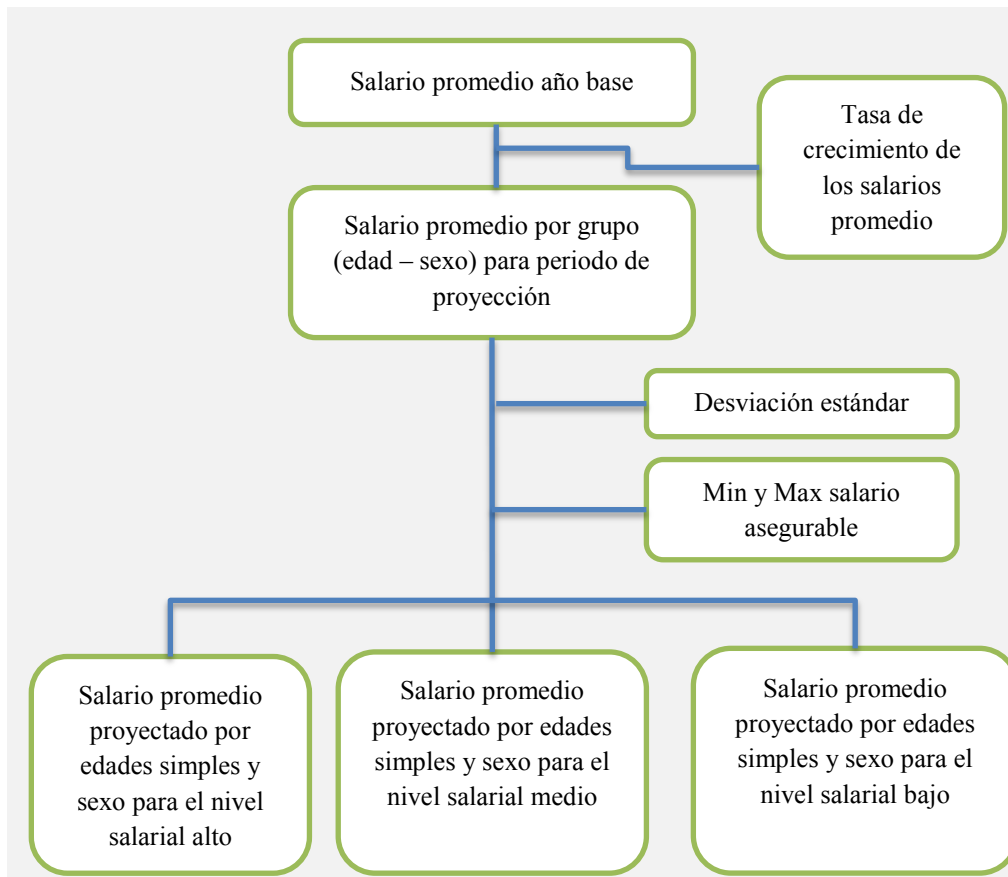 Salario promedio año base
Tasa de
crecimiento de
los salarios
promedio
Salario promedio por grupo
(edad – sexo) para periodo de
proyección
Desviación estándar
Min y Max salario
asegurable
Salario promedio
proyectado por
edades simples y
sexo para el nivel
salarial alto
Salario promedio
proyectado por edades
simples y sexo para el
nivel salarial medio
Salario promedio
proyectado por edades
simples y sexo para el
nivel salarial bajo